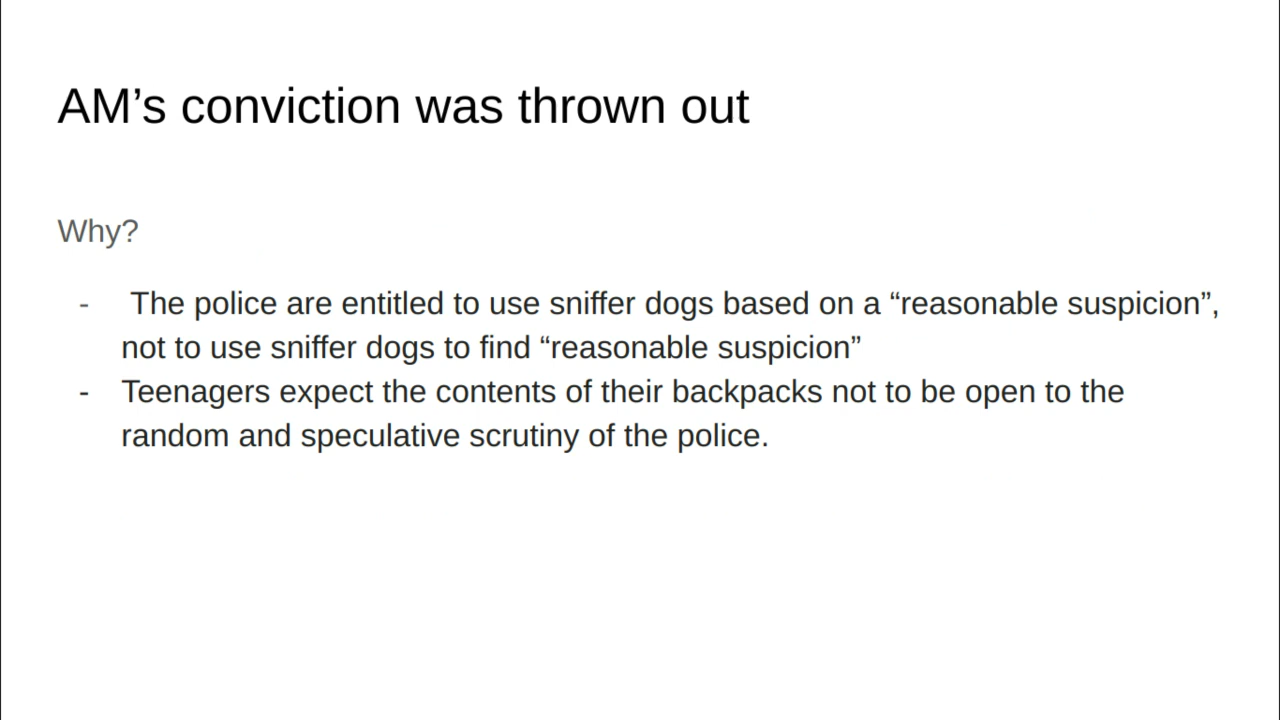 AM’s conviction was thrown out
Why?
- The police are entitled to use sniffer dogs based on a “reasonable suspicion”,
not to use sniffer dogs to find “reasonable suspicion”
- Teenagers expect the contents of their backpacks not to be open to the
random and speculative scrutiny of the police.